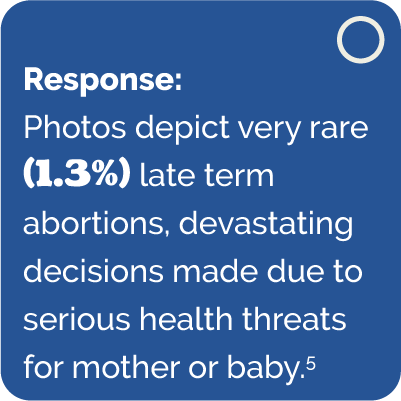 Response:
Photos depict very rare
(1.3%) late term
abortions, devastating
decisions made due to
serious health threats
for mother or baby.⁵